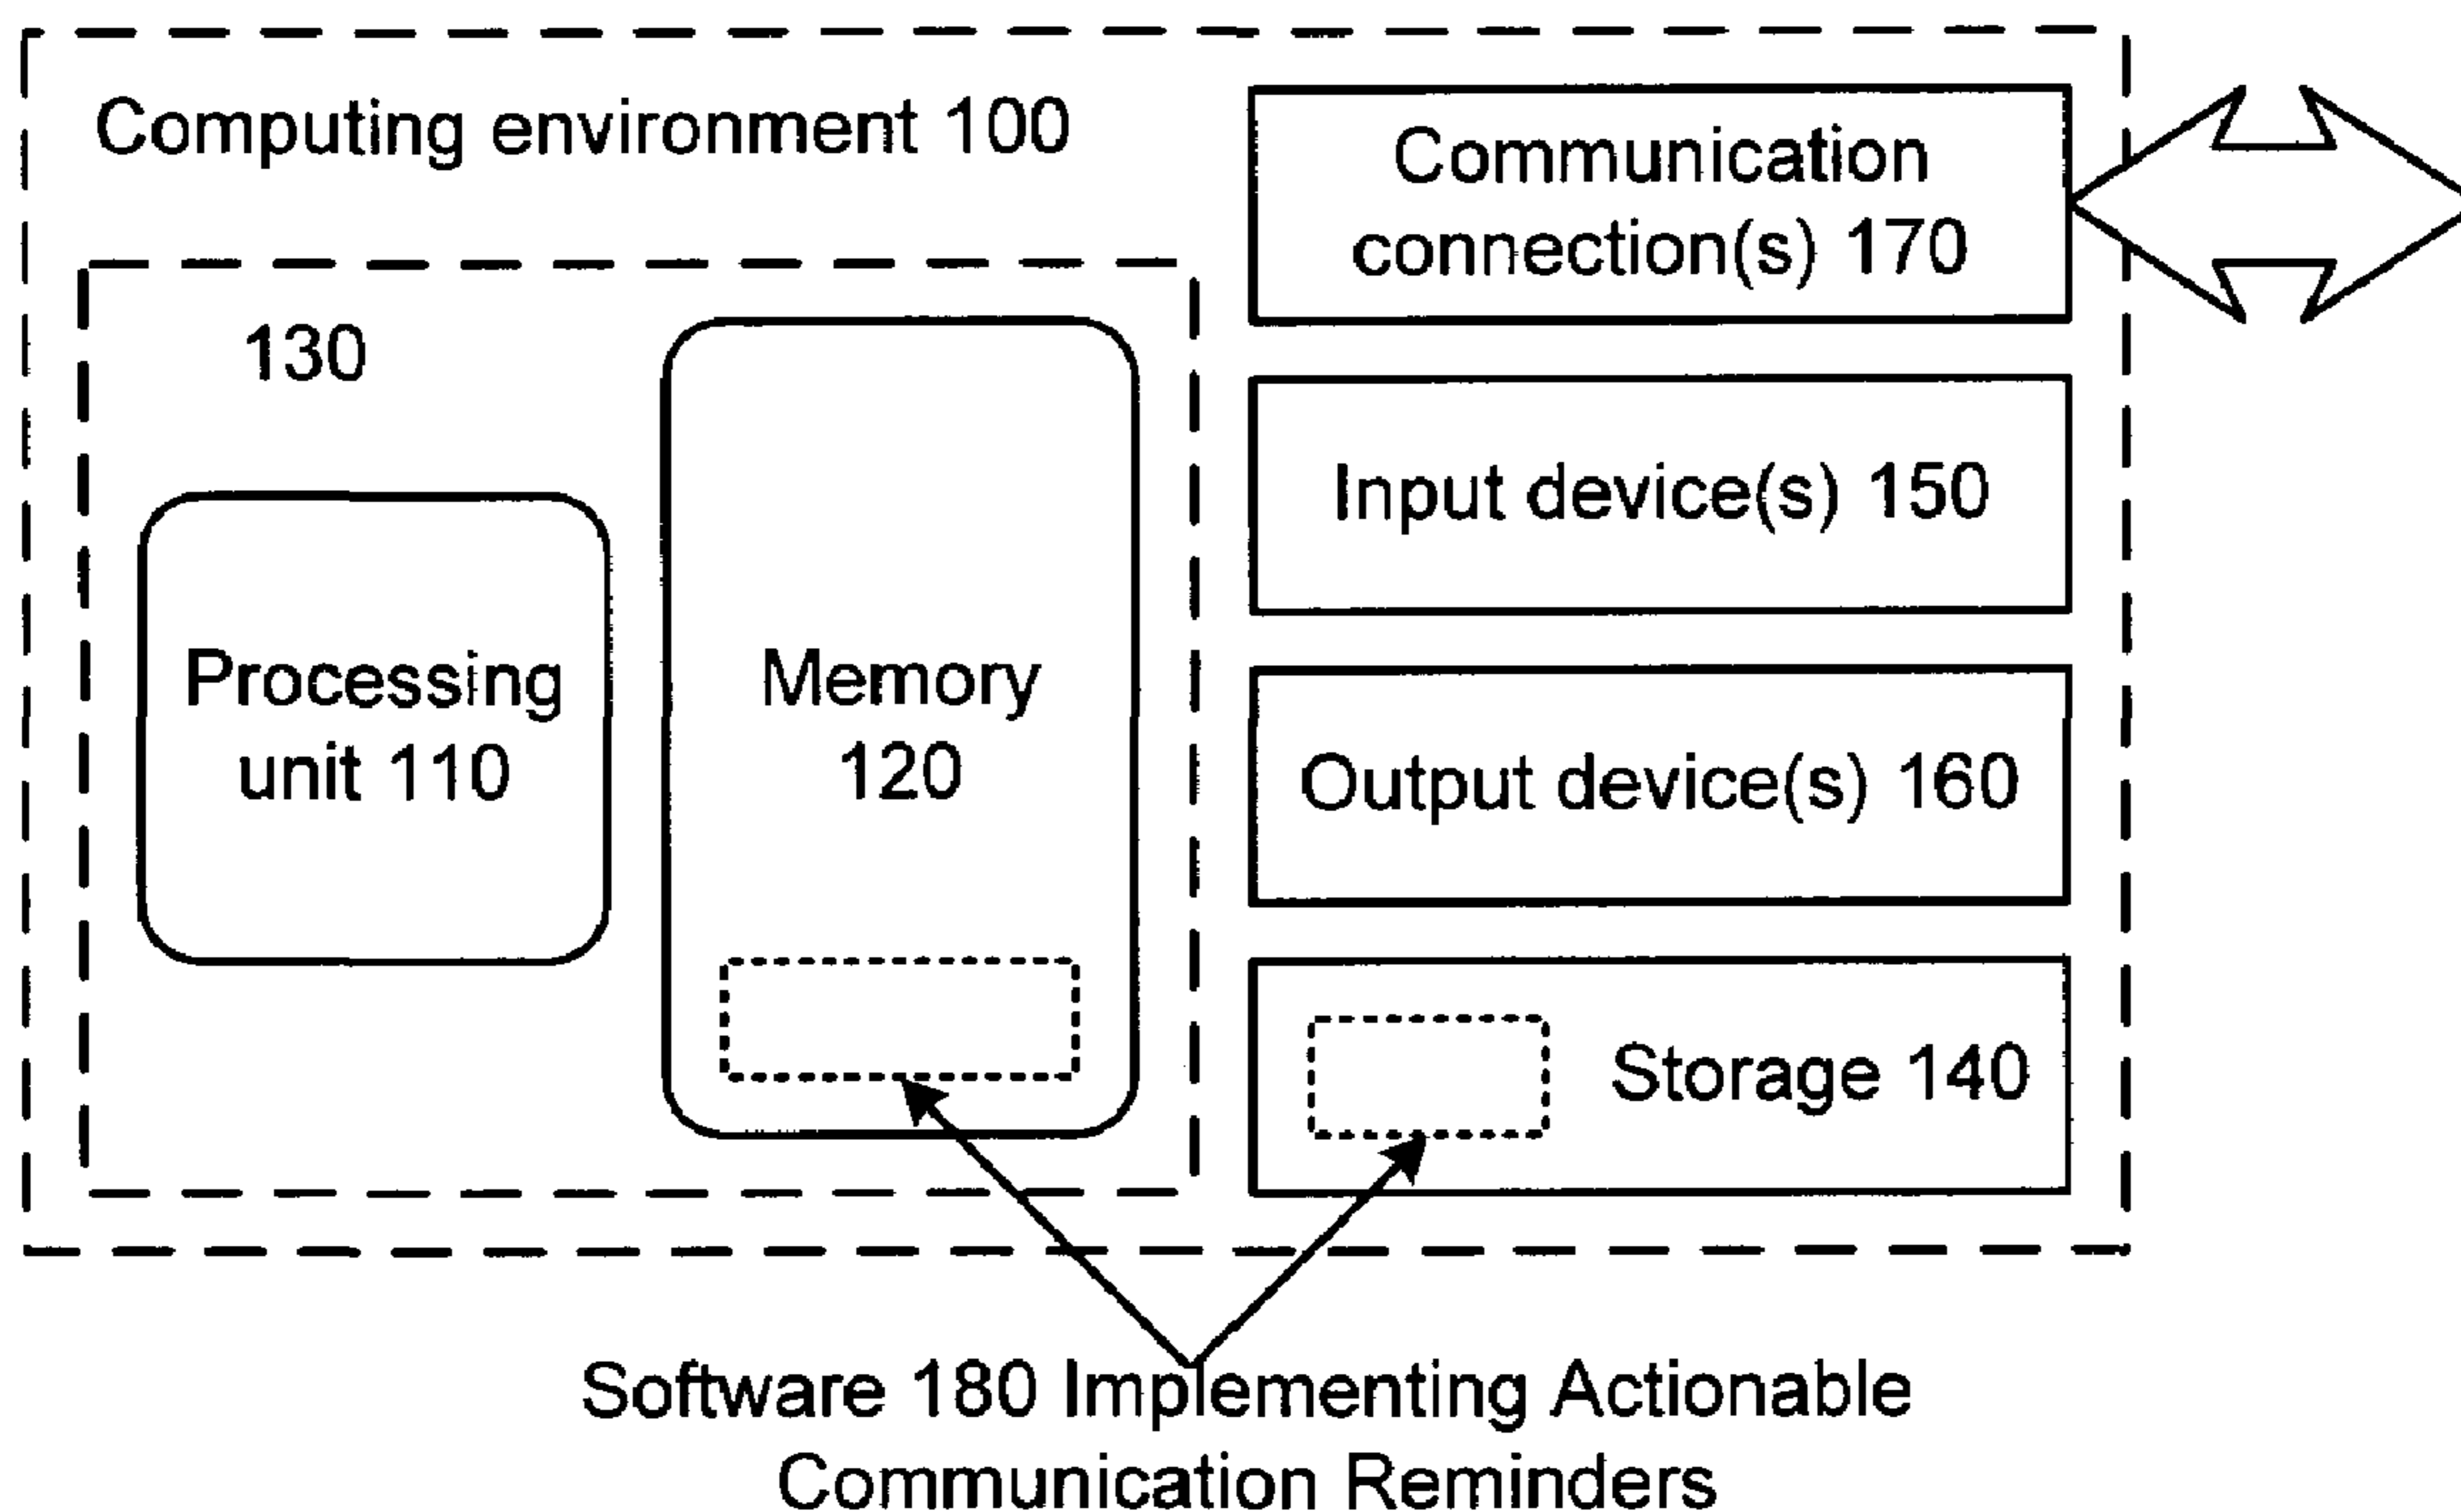 Computing environment 100
Communication
connection(s) 170
130
Input device(s) 150
Processing
unit 110
Memory
120
Output device(s) 160
Storage 140
Software 180 Implementing Actionable
Communication Reminders